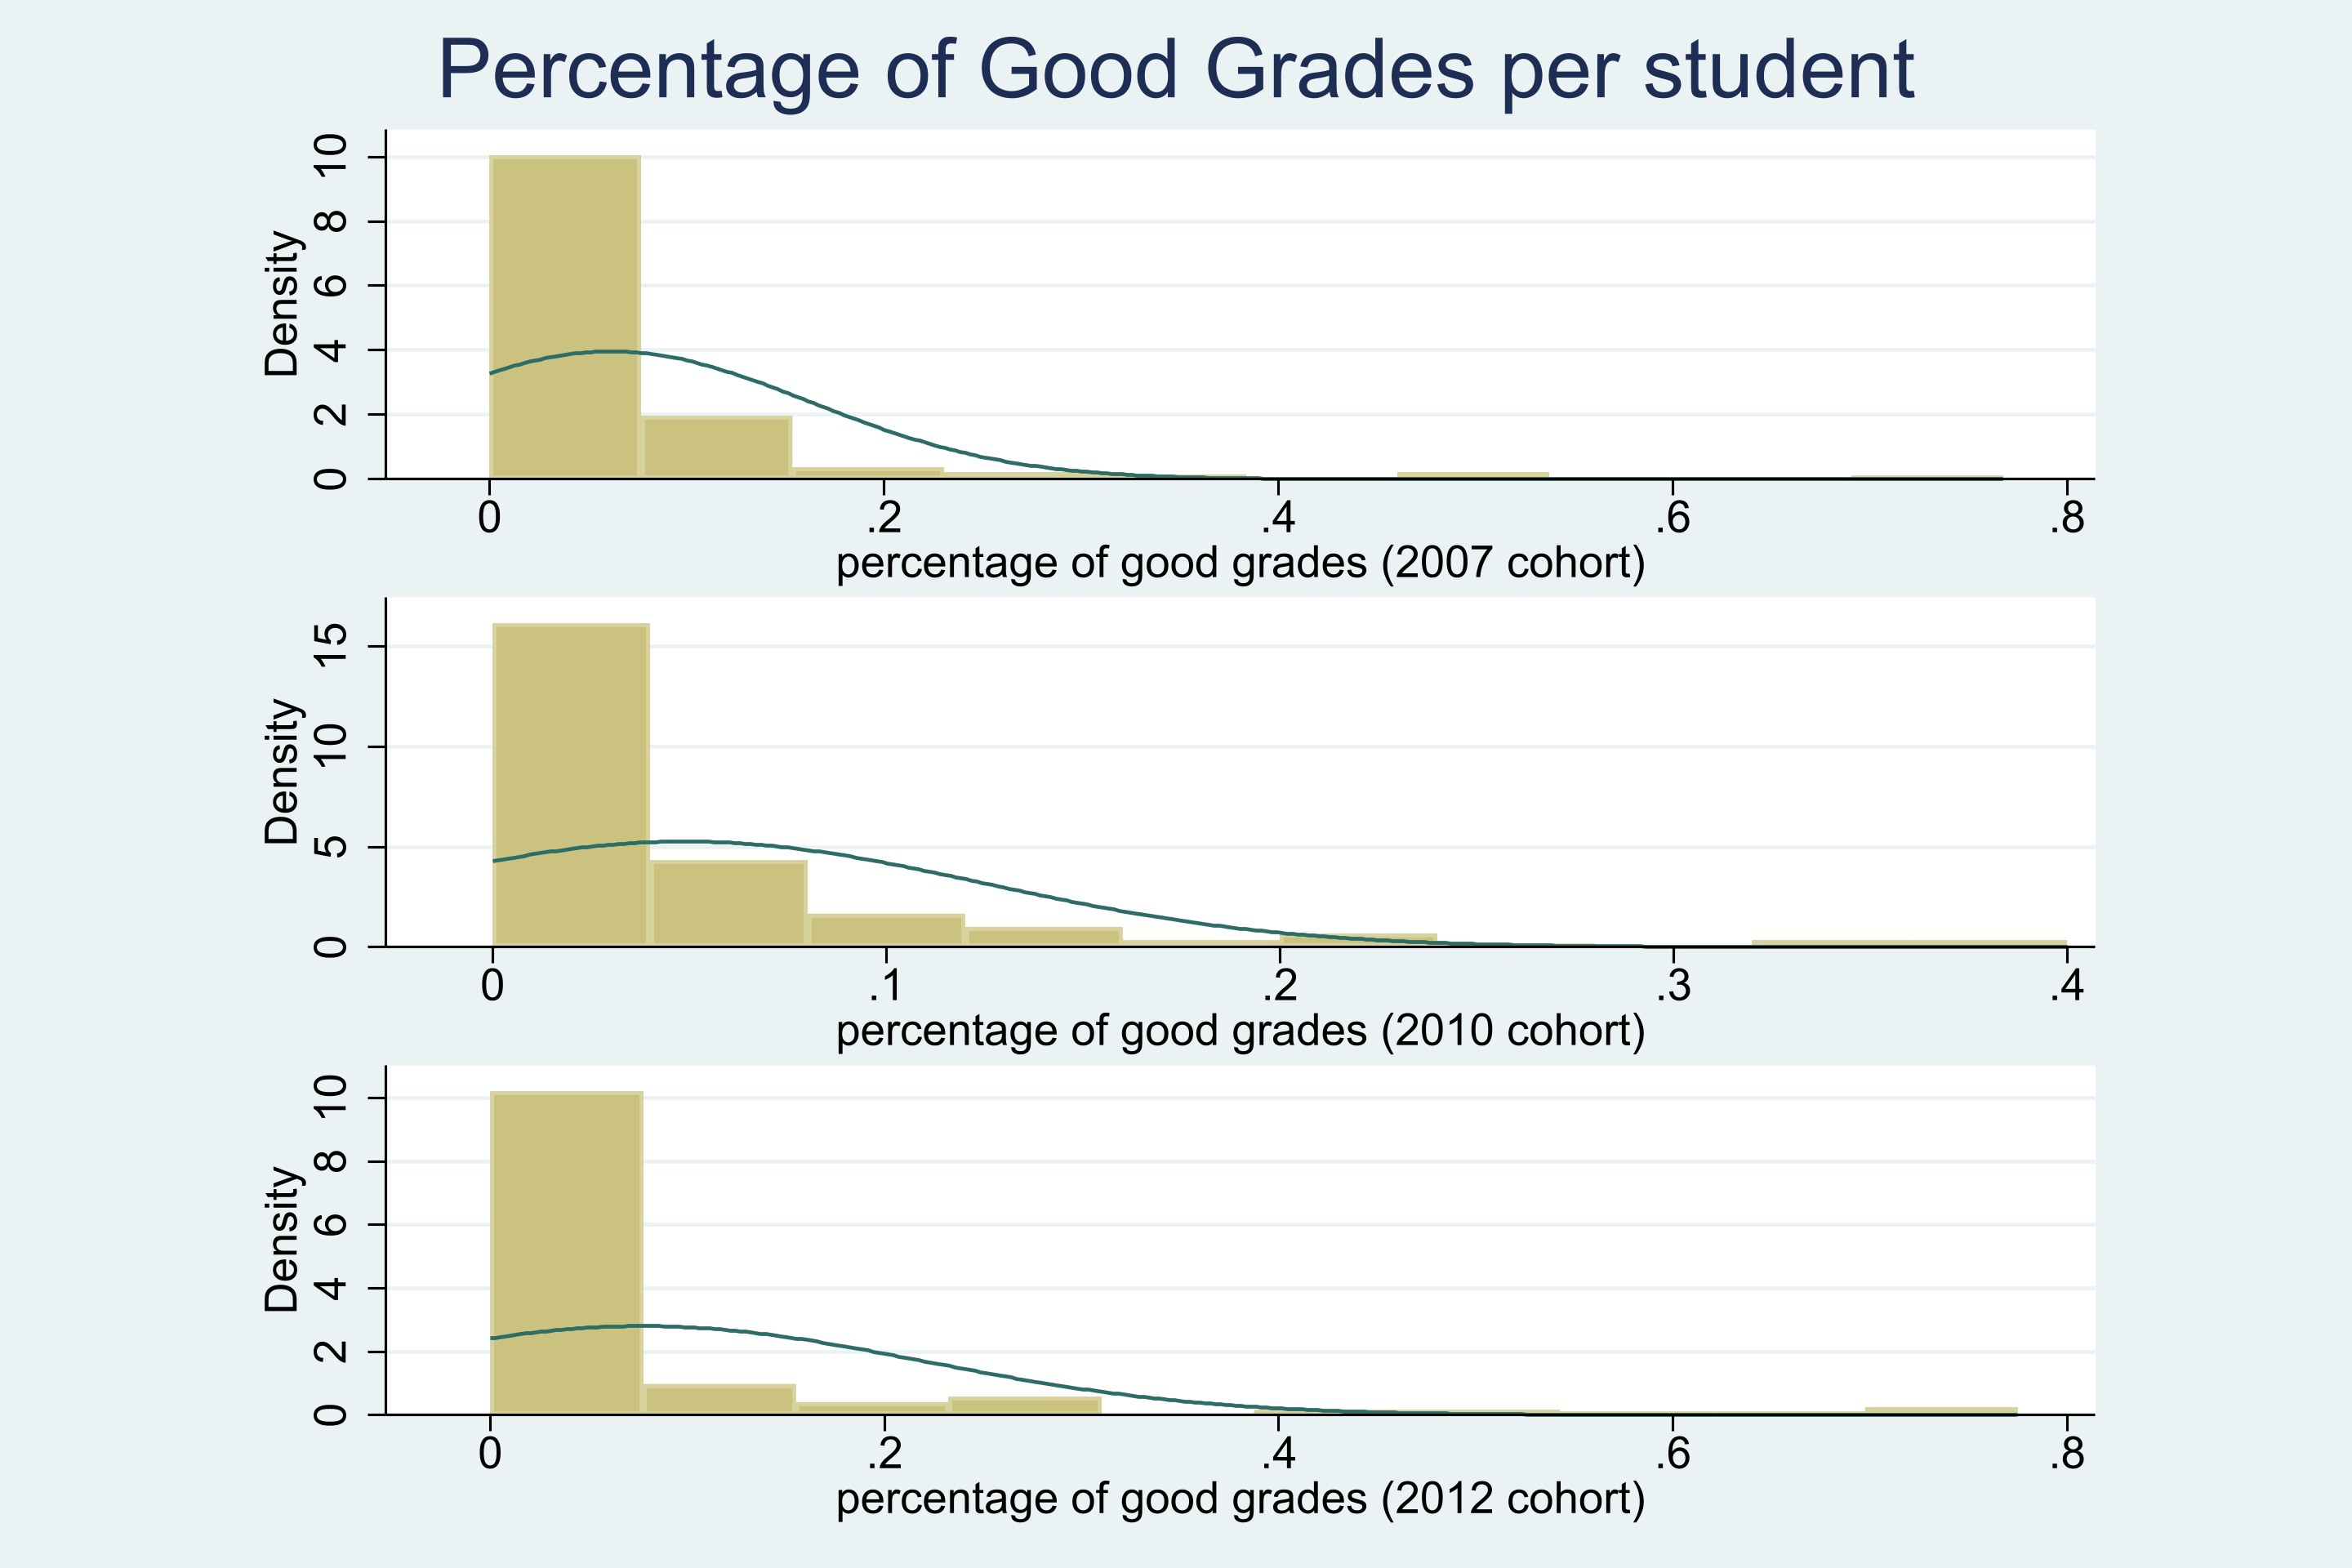 Percentage of Good Grades per student
Density
10
8
6
4
2
0
0 .2 .4 .6 .8
percentage of good grades (2007 cohort)
Density
15
10
5
0
0 .1 .2 .3 .4
percentage of good grades (2010 cohort)
Density
10
8
6
4
2
0
0 .2 .4 .6 .8
percentage of good grades (2012 cohort)